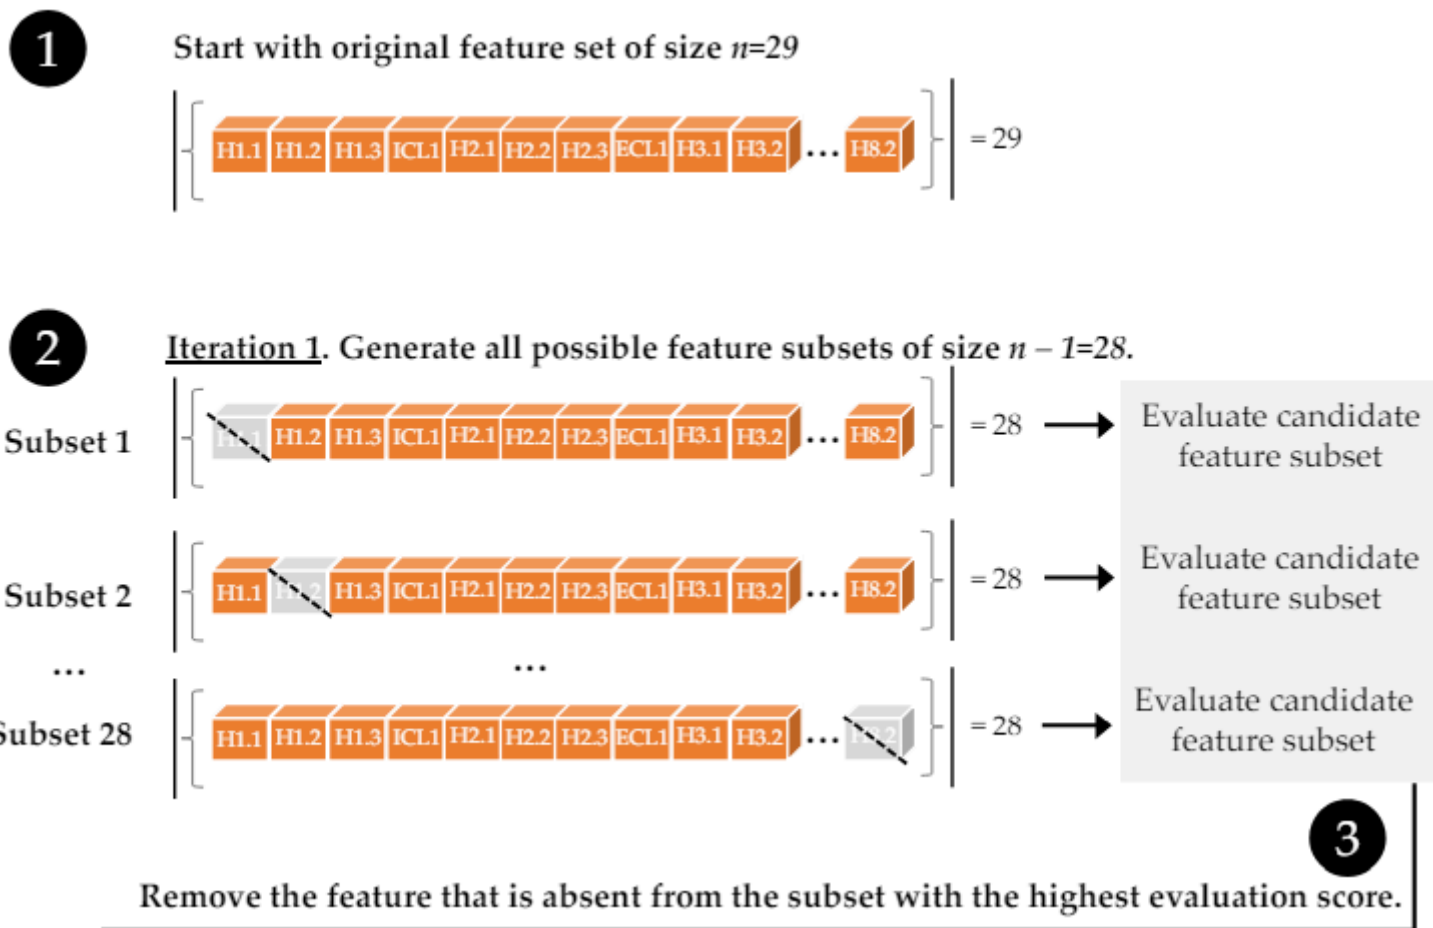 1
Start with original feature set of size n=29
H1.1 H1.2 H1.3 ICL1 H2.1 H2.2 H2.3 ECL1 H3.1 H3.2 ... H8.2 = 29
2
Iteration 1. Generate all possible feature subsets of size n – 1=28.
Subset 1 H1.1 H1.2 H1.3 ICL1 H2.1 H2.2 H2.3 ECL1 H3.1 H3.2 ... H8.2 = 28 Evaluate candidate
feature subset
Subset 2 H1.1 H1.2 H1.3 ICL1 H2.1 H2.2 H2.3 ECL1 H3.1 H3.2 ... H8.2 = 28 Evaluate candidate
feature subset
... ...
Subset 28 H1.1 H1.2 H1.3 ICL1 H2.1 H2.2 H2.3 ECL1 H3.1 H3.2 ... H8.2 = 28 Evaluate candidate
feature subset
3
Remove the feature that is absent from the subset with the highest evaluation score.